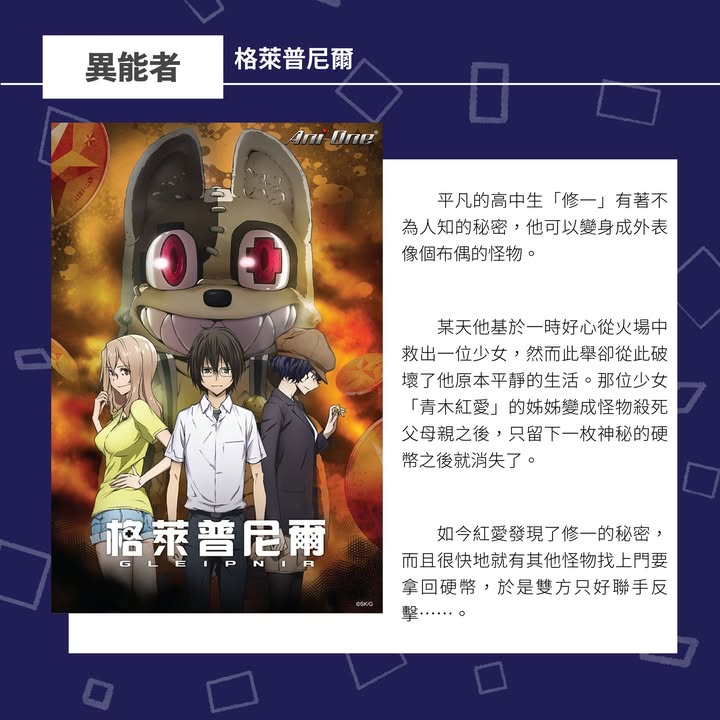 異能者
格萊普尼爾
Ani-One®
平凡的高中生「修一」有著不
為人知的秘密，他可以變身成外表
像個布偶的怪物。
某天他基於一時好心從火場中
救出一位少女，然而此舉卻從此破
壞了他原本平靜的生活。那位少女
「青木紅愛」的姊姊變成怪物殺死
父母親之後，只留下一枚神秘的硬
幣之後就消失了。
如今紅愛發現了修一的秘密，
而且很快地就有其他怪物找上門要
拿回硬幣，於是雙方只好聯手反
擊⋯⋯。
格萊普尼爾
GLEIPNIR
©SK/G